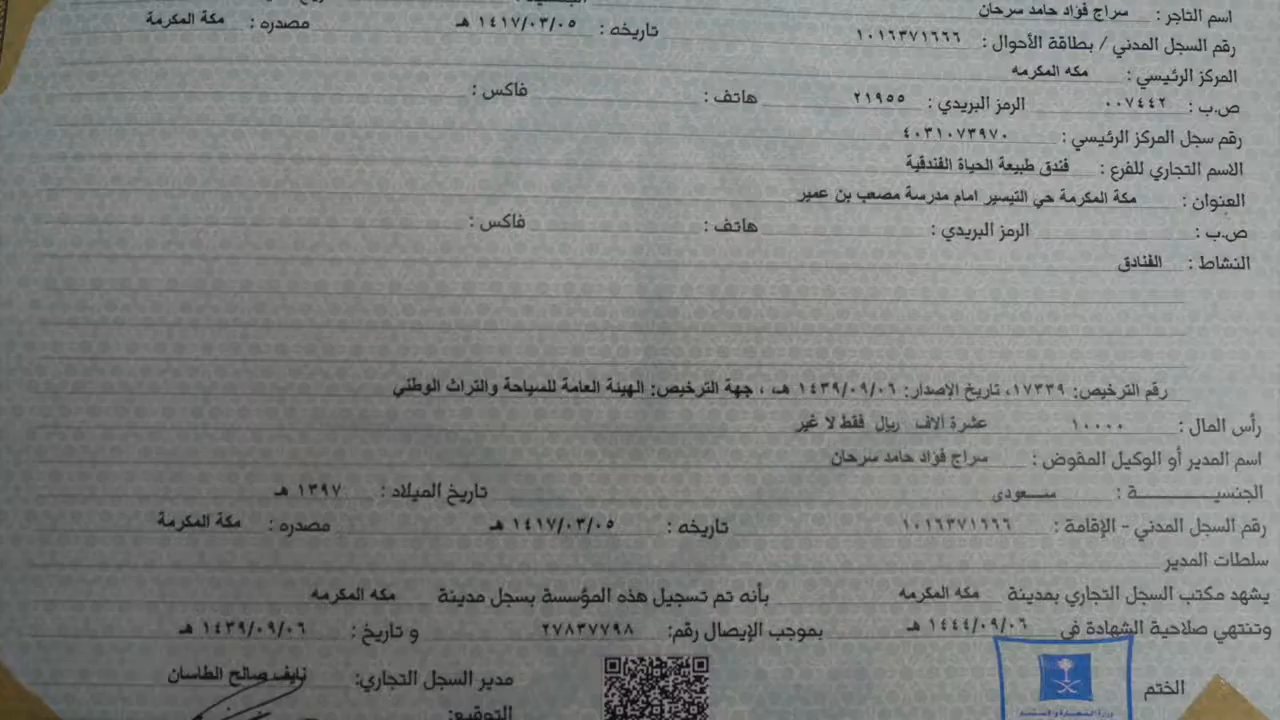 اسم التاجر : سراج فؤاد حامد سرحان
رقم السجل المدني / بطاقة الأحوال : ١٠١٦٣٧١٦٦٦ تاريخه : ١٤١٧/٠٣/٠٥ هـ مصدره : مكة المكرمة
المركز الرئيسي : مكه المكرمه
ص.ب : ٠٠٧٤٤٢ الرمز البريدي : ٢١٩٥٥ هاتف : فاكس :
رقم سجل المركز الرئيسي : ٤٠٣١٠٧٣٩٧٠
الاسم التجاري للفرع : فندق طبيعة الحياة الفندقية
العنوان : مكة المكرمة حي التيسير امام مدرسة مصعب بن عمير
ص.ب : الرمز البريدي : هاتف : فاكس :
النشاط : الفنادق
رقم الترخيص: ١٧٣٣٩، تاريخ الإصدار: ١٤٣٩/٠٩/٠٦ هـ ، جهة الترخيص: الهيئة العامة للسياحة والتراث الوطني
رأس المال : ١٠٠٠٠ عشرة آلاف ريال فقط لا غير
اسم المدير أو الوكيل المفوض : سراج فؤاد حامد سرحان
الجنسيـــــــــــة : سـعودي تاريخ الميلاد : ١٣٩٧ هـ
رقم السجل المدني - الإقامة : ١٠١٦٣٧١٦٦٦ تاريخه : ١٤١٧/٠٣/٠٥ هـ مصدره : مكة المكرمة
سلطات المدير
يشهد مكتب السجل التجاري بمدينة مكه المكرمه بأنه تم تسجيل هذه المؤسسة بسجل مدينة مكه المكرمه
وتنتهي صلاحية الشهادة في ١٤٤٤/٠٩/٠٦ هـ بموجب الإيصال رقم: ٢٧٨٣٧٧٩٨ و تاريخ : ١٤٣٩/٠٩/٠٦ هـ
الختم مدير السجل التجاري: نايف صالح الطاسان
التوقيع: